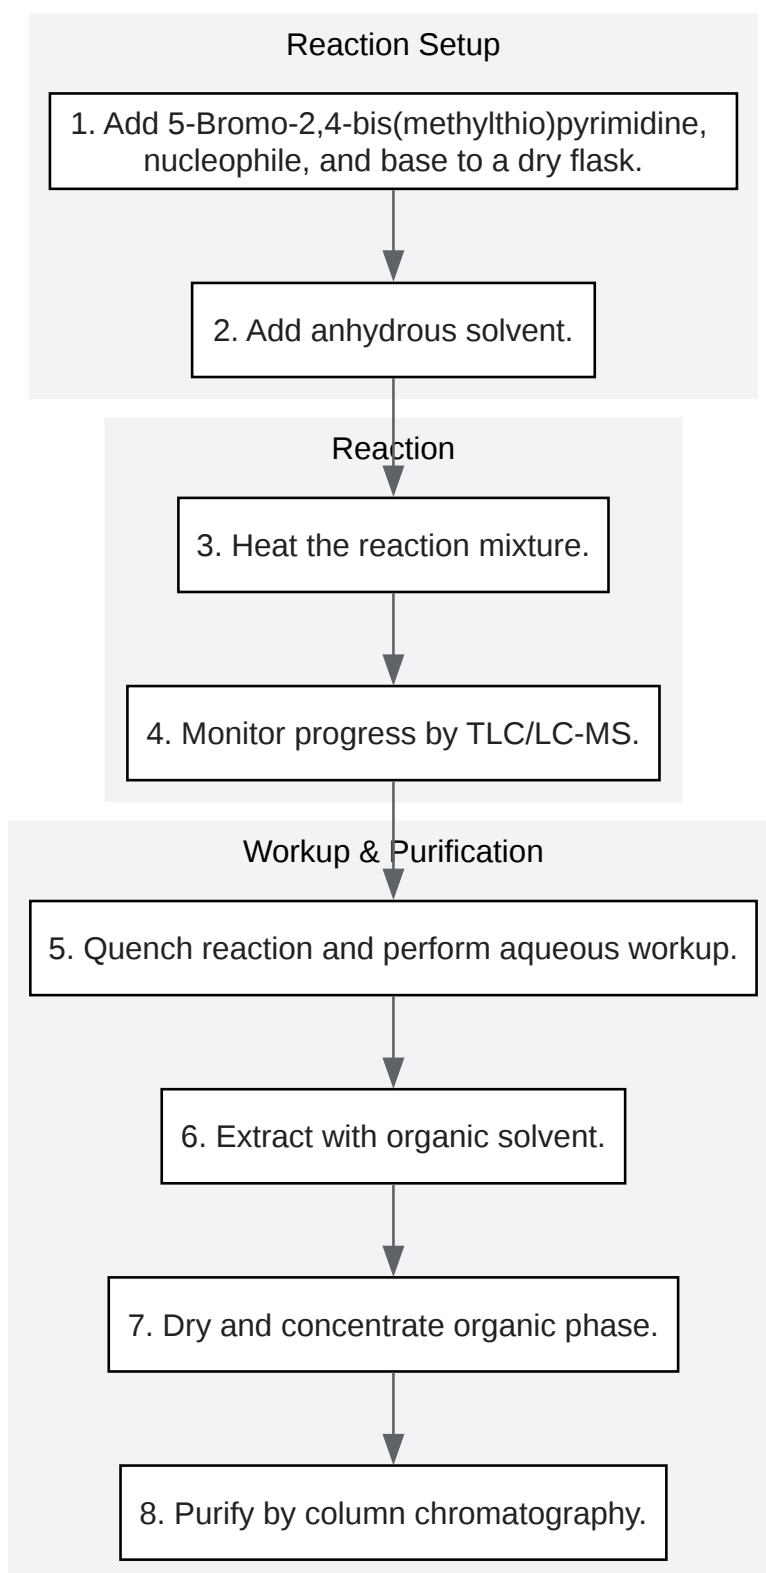 Reaction Setup
1. Add 5-Bromo-2,4-bis(methylthio)pyrimidine,
nucleophile, and base to a dry flask.
2. Add anhydrous solvent.
Reaction
3. Heat the reaction mixture.
4. Monitor progress by TLC/LC-MS.
Workup & Purification
5. Quench reaction and perform aqueous workup.
6. Extract with organic solvent.
7. Dry and concentrate organic phase.
8. Purify by column chromatography.